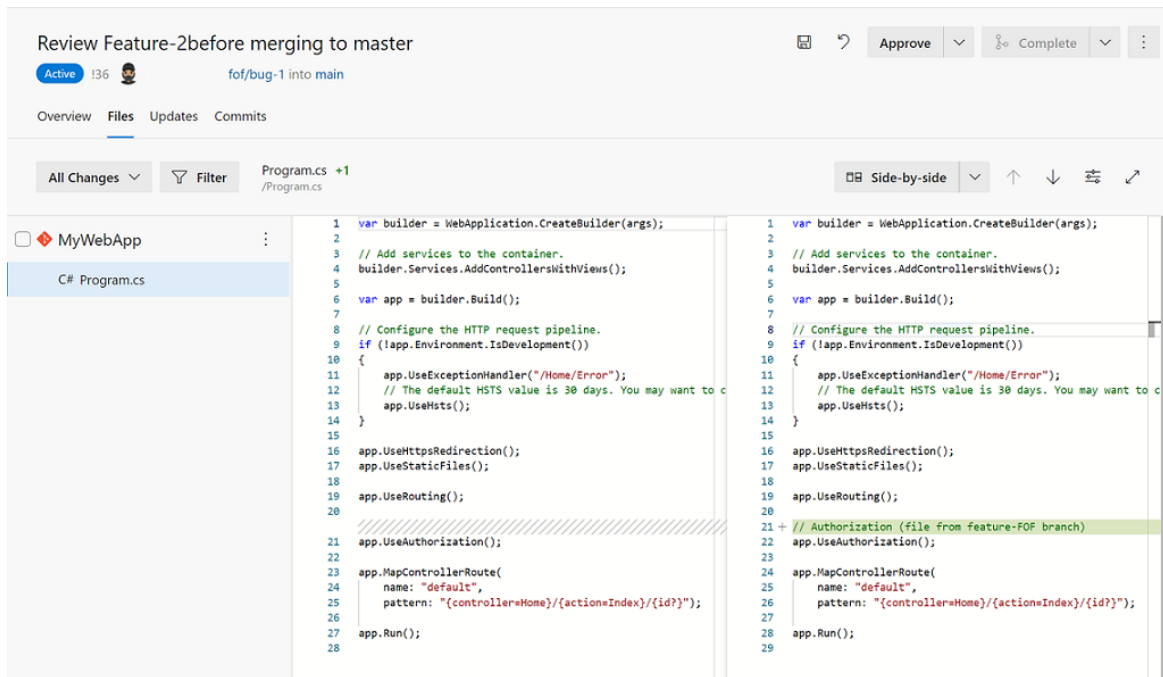 Review Feature-2before merging to master
Approve
Complete
Active !36 fof/bug-1 into main
Overview Files Updates Commits
All Changes Filter Program.cs +1
/Program.cs
Side-by-side
MyWebApp
C# Program.cs
1 var builder = WebApplication.CreateBuilder(args);
2
3 // Add services to the container.
4 builder.Services.AddControllersWithViews();
5
6 var app = builder.Build();
7
8 // Configure the HTTP request pipeline.
9 if (!app.Environment.IsDevelopment())
10 {
11 app.UseExceptionHandler("/Home/Error");
12 // The default HSTS value is 30 days. You may want to c
13 app.UseHsts();
14 }
15
16 app.UseHttpsRedirection();
17 app.UseStaticFiles();
18
19 app.UseRouting();
20
21 app.UseAuthorization();
22
23 app.MapControllerRoute(
24 name: "default",
25 pattern: "{controller=Home}/{action=Index}/{id?}");
26
27 app.Run();
28
1 var builder = WebApplication.CreateBuilder(args);
2
3 // Add services to the container.
4 builder.Services.AddControllersWithViews();
5
6 var app = builder.Build();
7
8 // Configure the HTTP request pipeline.
9 if (!app.Environment.IsDevelopment())
10 {
11 app.UseExceptionHandler("/Home/Error");
12 // The default HSTS value is 30 days. You may want to c
13 app.UseHsts();
14 }
15
16 app.UseHttpsRedirection();
17 app.UseStaticFiles();
18
19 app.UseRouting();
20
21 + // Authorization (file from feature-FOF branch)
22 app.UseAuthorization();
23
24 app.MapControllerRoute(
25 name: "default",
26 pattern: "{controller=Home}/{action=Index}/{id?}");
27
28 app.Run();
29